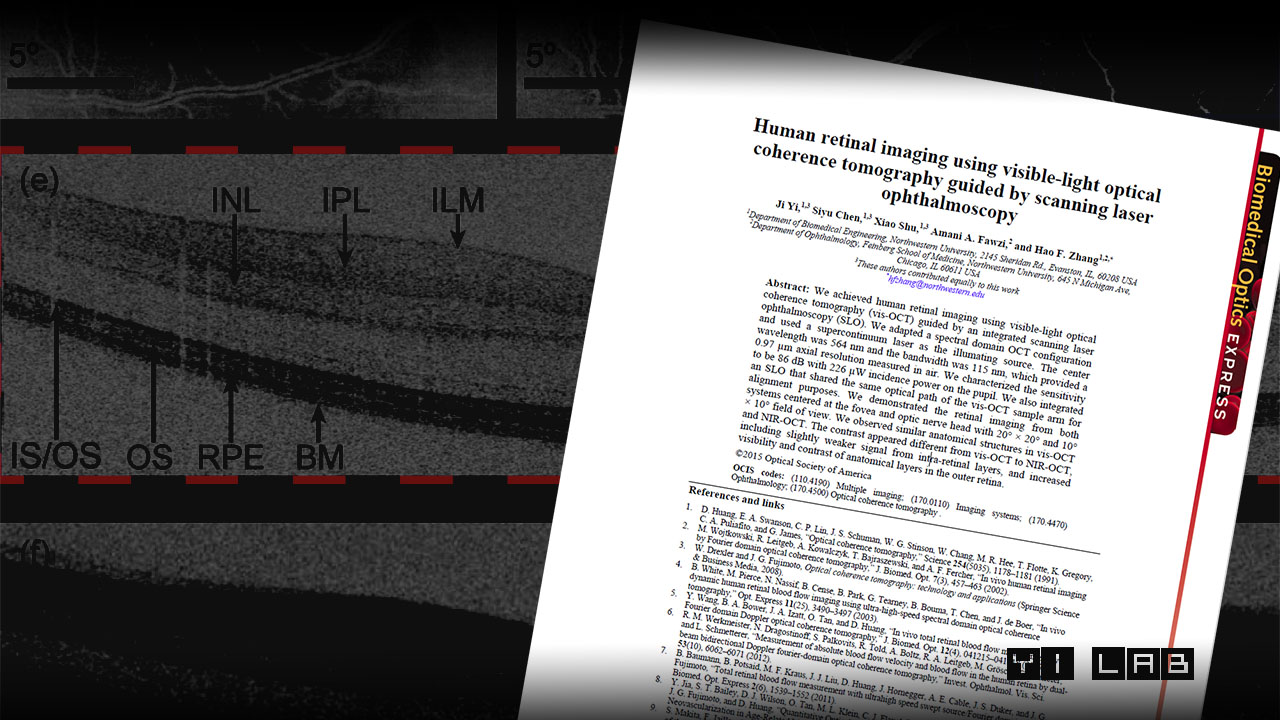 5°
5°
(e)
INL
IPL
ILM
IS/OS
OS
RPE
BM
(f)
Human retinal imaging using visible-light optical
coherence tomography guided by scanning laser
ophthalmoscopy
Ji Yi,1,3 Siyu Chen,1,3 Xiao Shu,1,3 Amani A. Fawzi,2 and Hao F. Zhang1,2,*
1Department of Biomedical Engineering, Northwestern University, 2145 Sheridan Rd., Evanston, IL, 60208 USA
2Department of Ophthalmology, Feinberg School of Medicine, Northwestern University, 645 N Michigan Ave,
Chicago, IL 60611 USA
3These authors contributed equally to this work
*hfzhang@northwestern.edu
Abstract: We achieved human retinal imaging using visible-light optical
coherence tomography (vis-OCT) guided by an integrated scanning laser
ophthalmoscopy (SLO). We adapted a spectral domain OCT configuration
and used a supercontinuum laser as the illumating source. The center
wavelength was 564 nm and the bandwidth was 115 nm, which provided a
0.97 µm axial resolution measured in air. We characterized the sensitivity
to be 86 dB with 226 µW incidence power on the pupil. We also integrated
an SLO that shared the same optical path of the vis-OCT sample arm for
alignment purposes. We demonstrated the retinal imaging from both
systems centered at the fovea and optic nerve head with 20° × 20° and 10°
× 10° field of view. We observed similar anatomical structures in vis-OCT
and NIR-OCT. The contrast appeared different from vis-OCT to NIR-OCT,
including slightly weaker signal from intra-retinal layers, and increased
visibility and contrast of anatomical layers in the outer retina.
©2015 Optical Society of America
OCIS codes: (110.4190) Multiple imaging; (170.0110) Imaging systems; (170.4470)
Ophthalmology; (170.4500) Optical coherence tomography.
References and links
1. D. Huang, E. A. Swanson, C. P. Lin, J. S. Schuman, W. G. Stinson, W. Chang, M. R. Hee, T. Flotte, K. Gregory,
C. A. Puliafito, and G. James, “Optical coherence tomography,” Science 254(5035), 1178–1181 (1991).
2. M. Wojtkowski, R. Leitgeb, A. Kowalczyk, T. Bajraszewski, and A. F. Fercher, “In vivo human retinal imaging
by Fourier domain optical coherence tomography,” J. Biomed. Opt. 7(3), 457–463 (2002).
3. W. Drexler and J. G. Fujimoto, Optical coherence tomography: technology and applications (Springer Science
& Business Media, 2008).
4. B. White, M. Pierce, N. Nassif, B. Cense, B. Park, G. Tearney, B. Bouma, T. Chen, and J. de Boer, “In vivo
dynamic human retinal blood flow imaging using ultra-high-speed spectral domain optical coherence
tomography,” Opt. Express 11(25), 3490–3497 (2003).
5. Y. Wang, B. A. Bower, J. A. Izatt, O. Tan, and D. Huang, “In vivo total retinal blood flow
Fourier domain Doppler optical coherence tomography,” J. Biomed. Opt. 12(4), 041215–041
6. R. M. Werkmeister, N. Dragostinoff, S. Palkovits, R. Told, A. Boltz, R. A. Leitgeb, M. Grösc
and L. Schmetterer, “Measurement of absolute blood flow velocity and blood flow in the human retina by dual-
beam bidirectional Doppler fourier-domain optical coherence tomography,” Invest. Ophthalmol. Vis. Sci.
53(10), 6062–6071 (2012).
7. B. Baumann, B. Potsaid, M. F. Kraus, J. J. Liu, D. Huang, J. Hornegger, A. E. Cable, J. S. Duker, and J. G.
Fujimoto, “Total retinal blood flow measurement with ultrahigh speed swept source Fourier
Biomed. Opt. Express 2(6), 1539–1552 (2011).
8. Y. Jia, S. T. Bailey, D. J. Wilson, O. Tan, M. L. Klein, C. J.
J. G. Fujimoto, and D. Huang, “Quantitative
Neovascularization in Age-Related
9. S. Makita, F.
Biomedical Optics EXPRESS
YI LAB